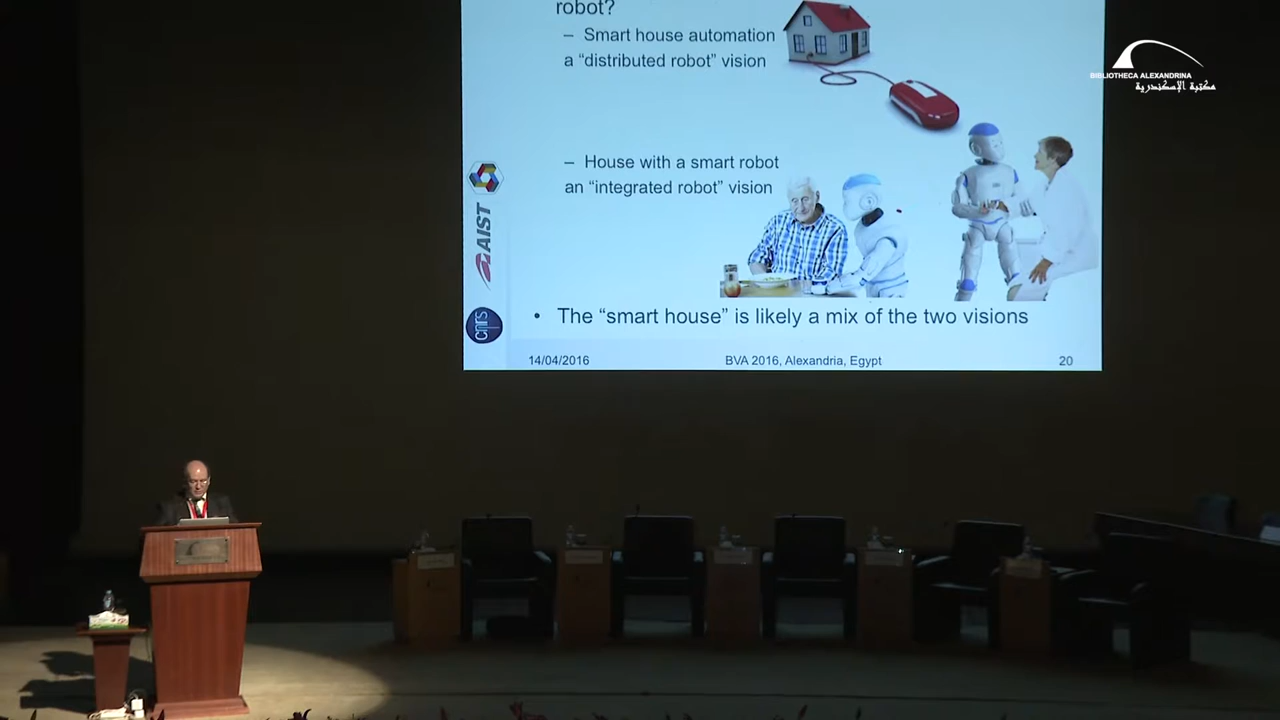 robot?
– Smart house automation
a “distributed robot” vision
– House with a smart robot
an “integrated robot” vision
• The “smart house” is likely a mix of the two visions
14/04/2016 BVA 2016, Alexandria, Egypt 20
AIST
cnrs
BIBLIOTHECA ALEXANDRINA
مكتبة الإسكندرية